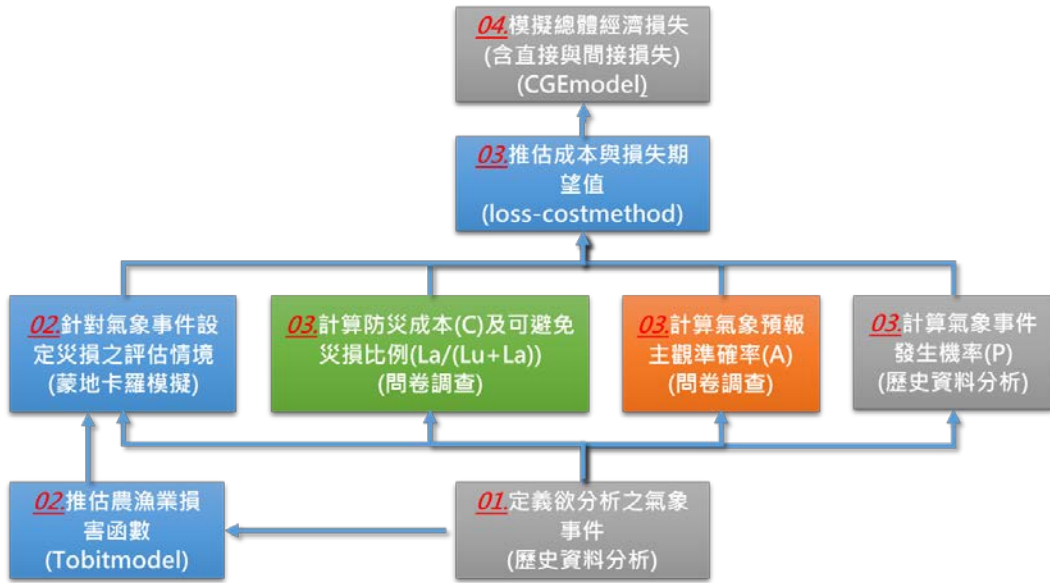 04.模擬總體經濟損失
(含直接與間接損失)
(CGEmodel)
03.推估成本與損失期
望值
(loss-costmethod)
02.針對氣象事件設
定災損之評估情境
(蒙地卡羅模擬)
03.計算防災成本(C)及可避免
災損比例(La/(Lu+La))
(問卷調查)
03.計算氣象預報
主觀準確率(A)
(問卷調查)
03.計算氣象事件
發生機率(P)
(歷史資料分析)
02.推估農漁業損
害函數
(Tobitmodel)
01.定義欲分析之氣象
事件
(歷史資料分析)